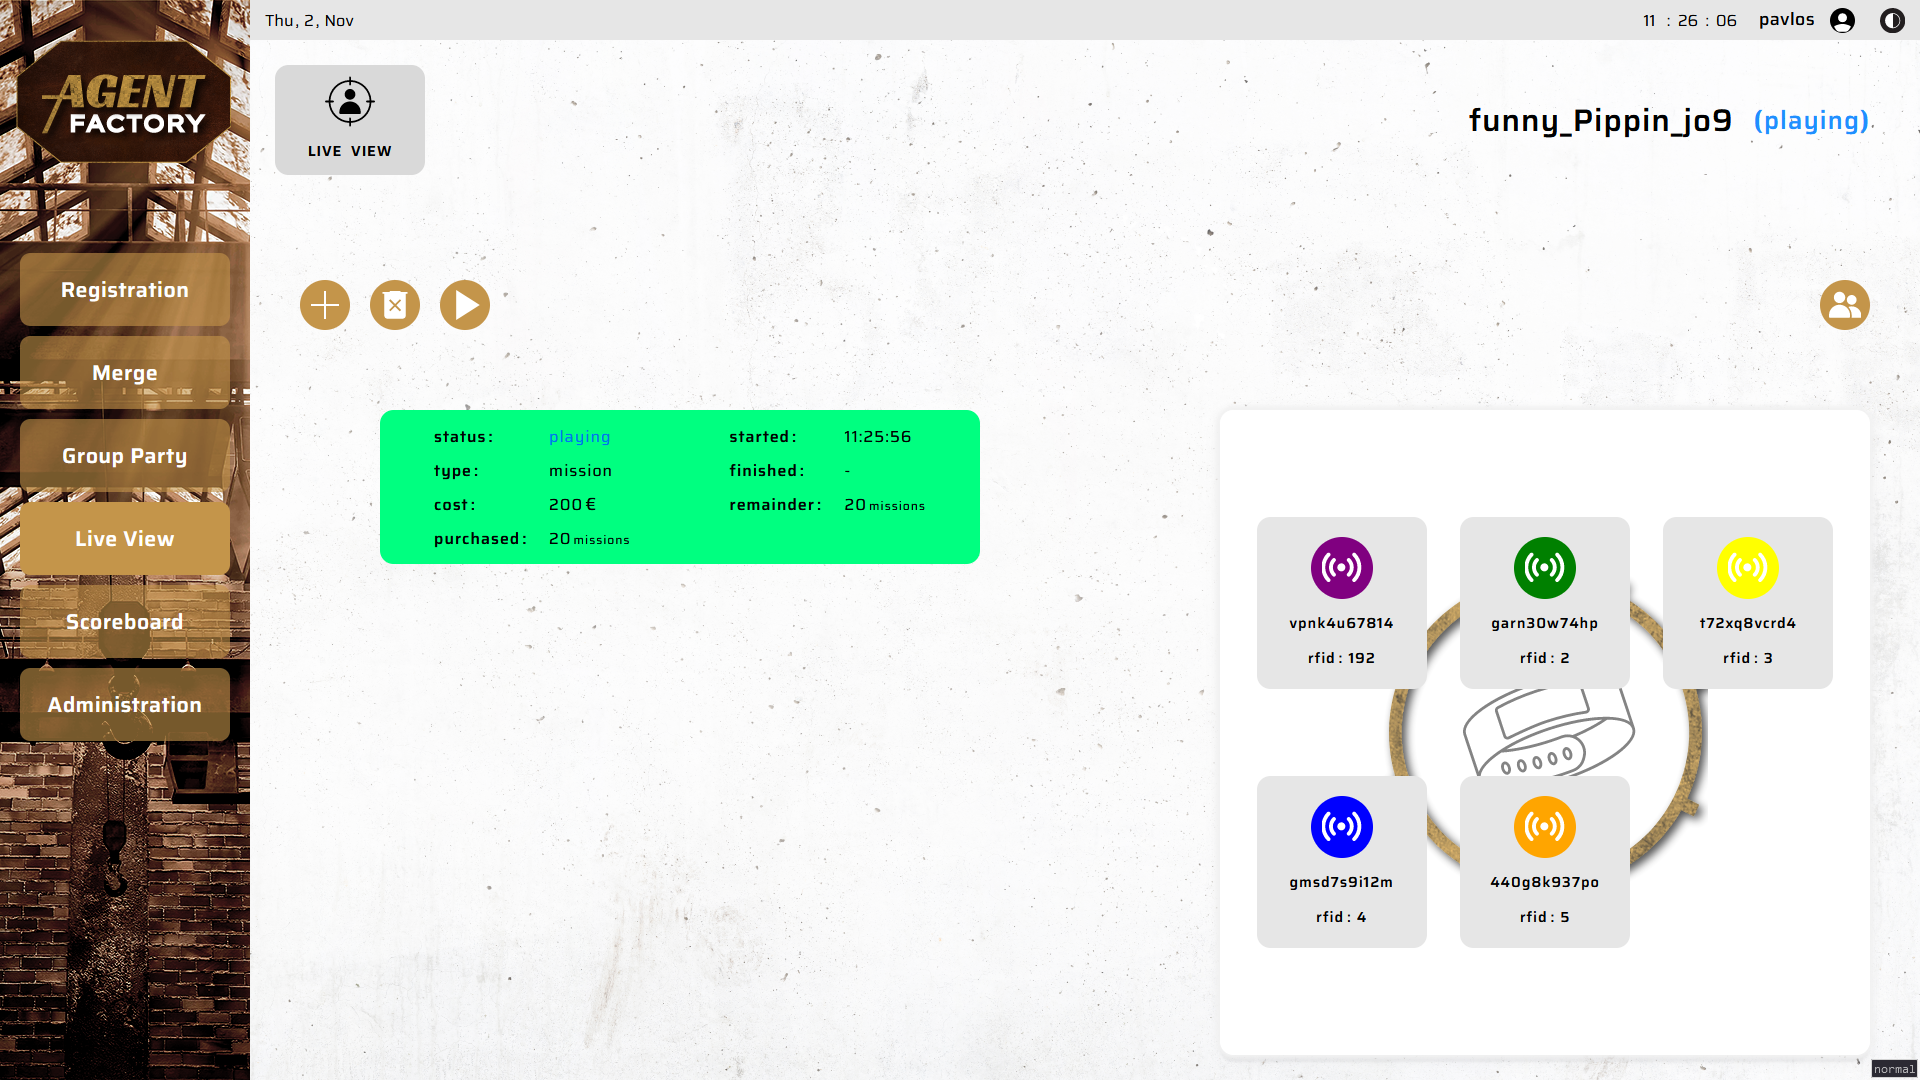 Thu, 2, Nov
11 : 26 : 06 pavlos
AGENT
FACTORY
LIVE VIEW
funny_Pippin_jo9 (playing).
Registration
Merge
Group Party
Live View
Scoreboard
Administration
status: playing started: 11:25:56
type: mission finished: -
cost: 200 € remainder: 20 missions
purchased: 20 missions
vpnk4u67814
rfid : 192
garn30w74hp
rfid : 2
t72xq8vcrd4
rfid : 3
gmsd7s9i12m
rfid : 4
440g8k937po
rfid : 5
normal